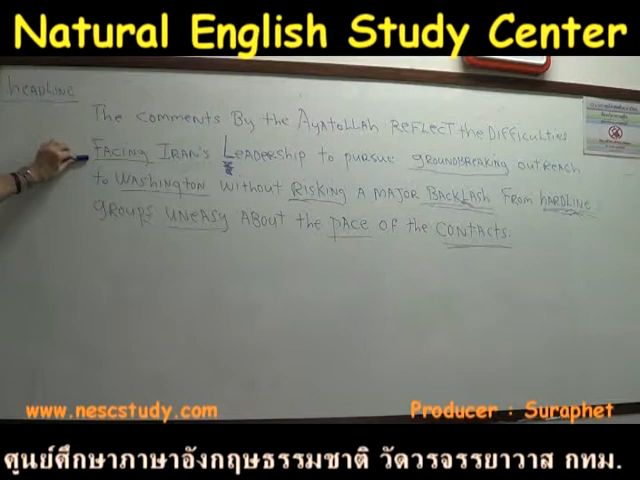 Natural English Study Center
headline
The comments By the Ayatollah Reflect the Difficulties
Facing Iran's Leadership to pursue groundbreaking outreach
to Washington without Risking a major Backlash from hardline
groups uneasy about the pace of the contacts.
www.nescstudy.com
Producer : Suraphet
ศูนย์ศึกษาภาษาอังกฤษธรรมชาติ วัดวรจรรยาวาส กทม.